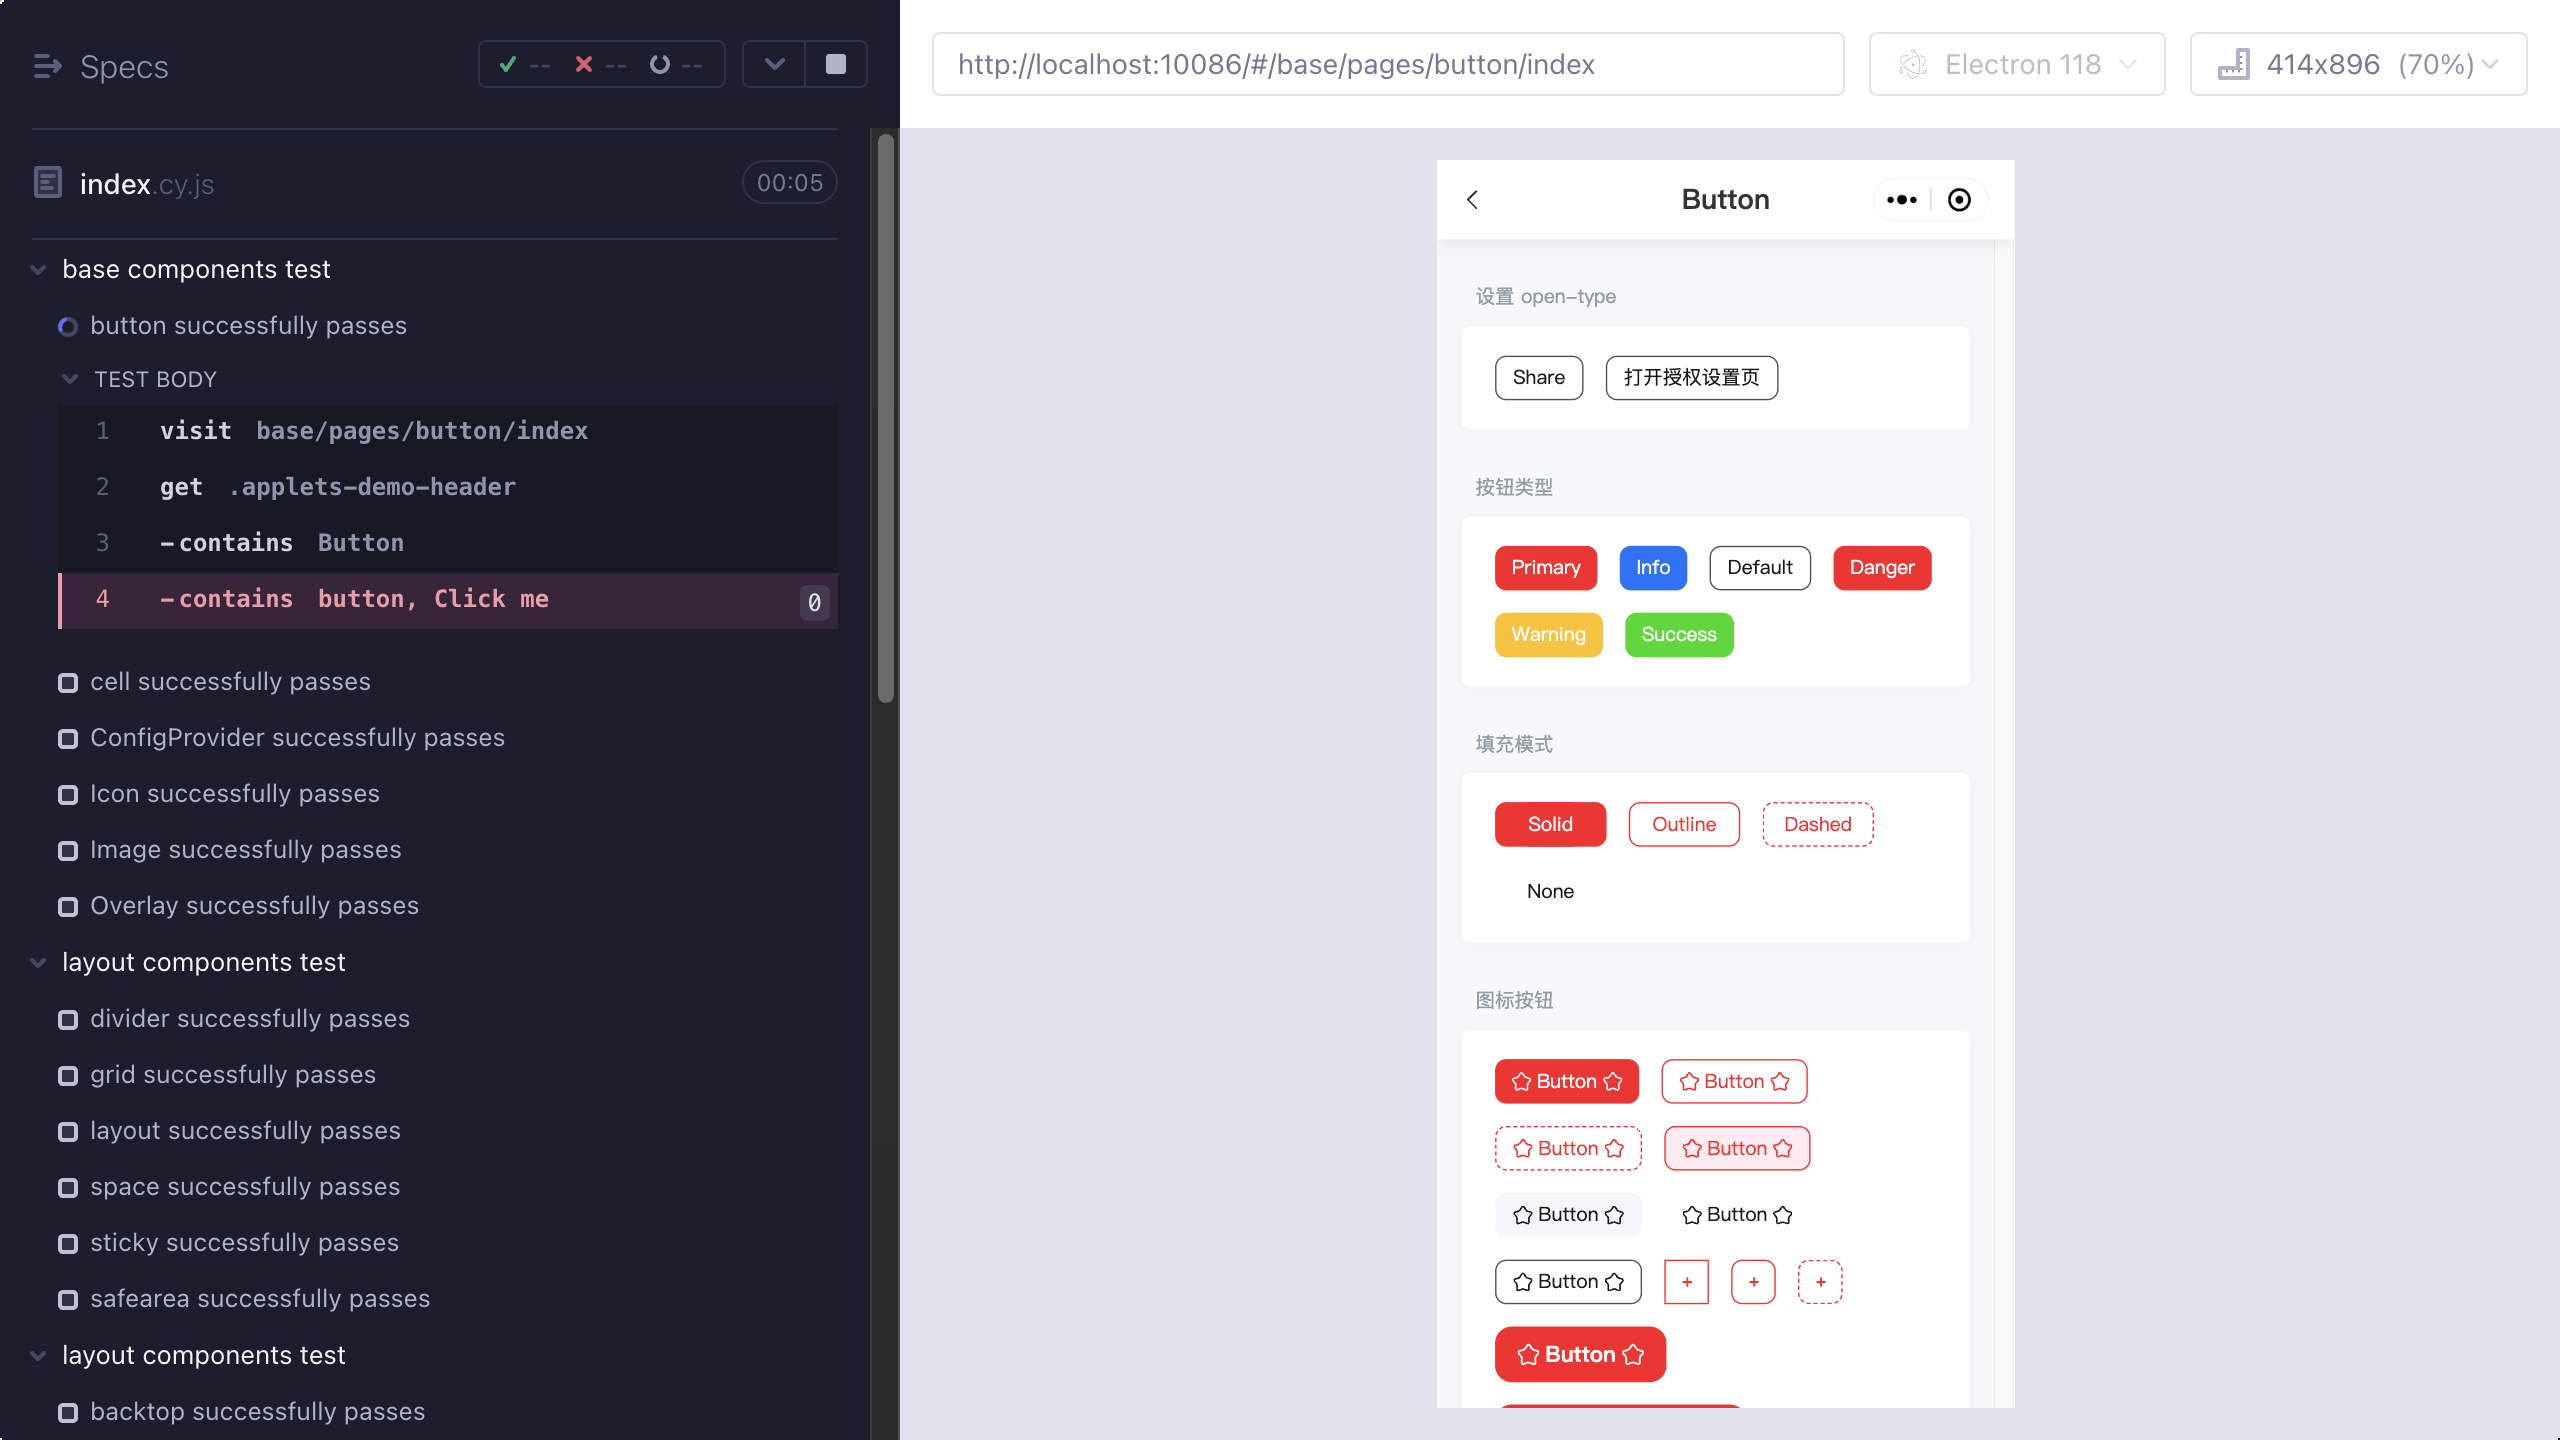 Specs
-- -- --
index.cy.js
00:05
base components test
button successfully passes
TEST BODY
1 visit base/pages/button/index
2 get .applets-demo-header
3 -contains Button
4 -contains button, Click me 0
cell successfully passes
ConfigProvider successfully passes
Icon successfully passes
Image successfully passes
Overlay successfully passes
layout components test
divider successfully passes
grid successfully passes
layout successfully passes
space successfully passes
sticky successfully passes
safearea successfully passes
layout components test
backtop successfully passes
http://localhost:10086/#/base/pages/button/index
Electron 118
414x896 (70%)
Button
设置 open-type
Share 打开授权设置页
按钮类型
Primary Info Default Danger
Warning Success
填充模式
Solid Outline Dashed
None
图标按钮
Button Button
Button Button
Button Button
Button + + +
Button